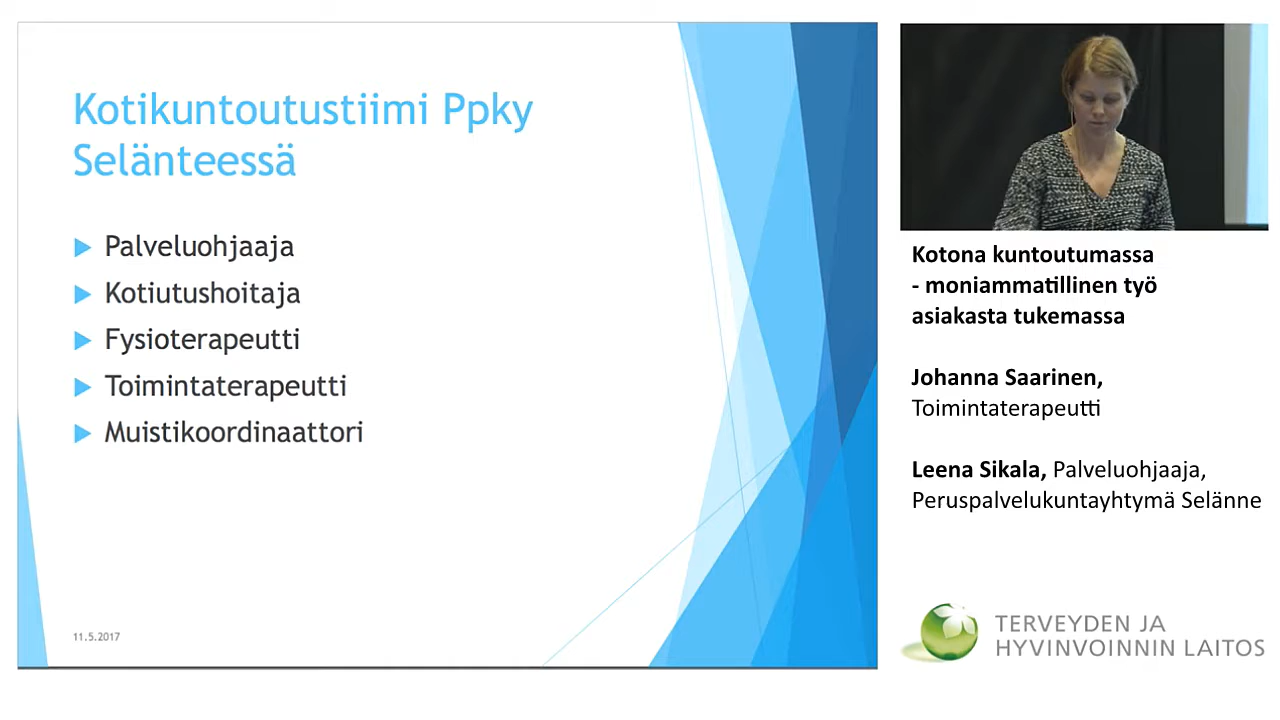 Kotikuntoutustiimi Ppky
Selänteessä
Palveluohjaaja
Kotiutushoitaja
Fysioterapeutti
Toimintaterapeutti
Muistikoordinaattori
11.5.2017
Kotona kuntoutumassa
- moniammatillinen työ
asiakasta tukemassa
Johanna Saarinen,
Toimintaterapeutti
Leena Sikala, Palveluohjaaja,
Peruspalvelukuntayhtymä Selänne
TERVEYDEN JA
HYVINVOINNIN LAITOS